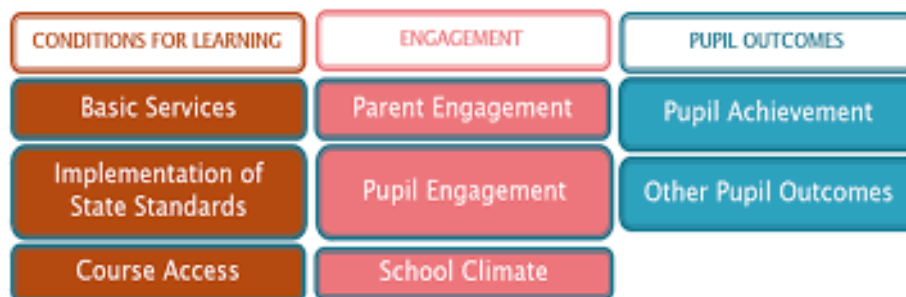 CONDITIONS FOR LEARNING
Basic Services
Implementation of
State Standards
Course Access
ENGAGEMENT
Parent Engagement
Pupil Engagement
School Climate
PUPIL OUTCOMES
Pupil Achievement
Other Pupil Outcomes